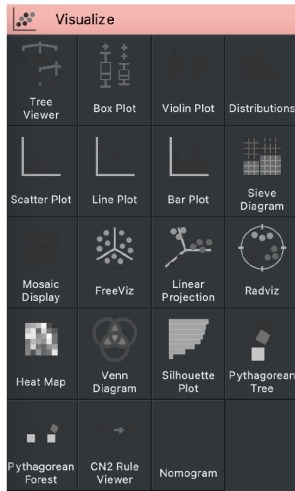 Visualize
Tree
Viewer
Box Plot
Violin Plot
Distributions
Scatter Plot
Line Plot
Bar Plot
Sieve
Diagram
Mosaic
Display
FreeViz
Linear
Projection
Radviz
Heat Map
Venn
Diagram
Silhouette
Plot
Pythagorean
Tree
Pythagorean
Forest
CN2 Rule
Viewer
Nomogram